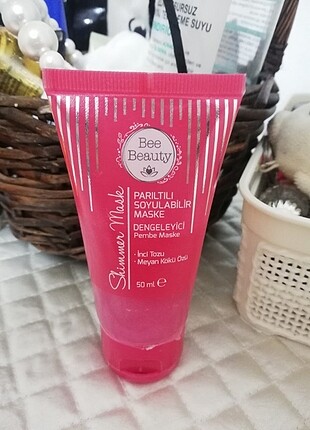 Bee
Beauty
Shimmer Mask
PARILTILI
SOYULABİLİR
MASKE
DENGELEYİCİ
Pembe Maske
• İnci Tozu
• Meyan Kökü Özü
50 ml ℮
SUYU